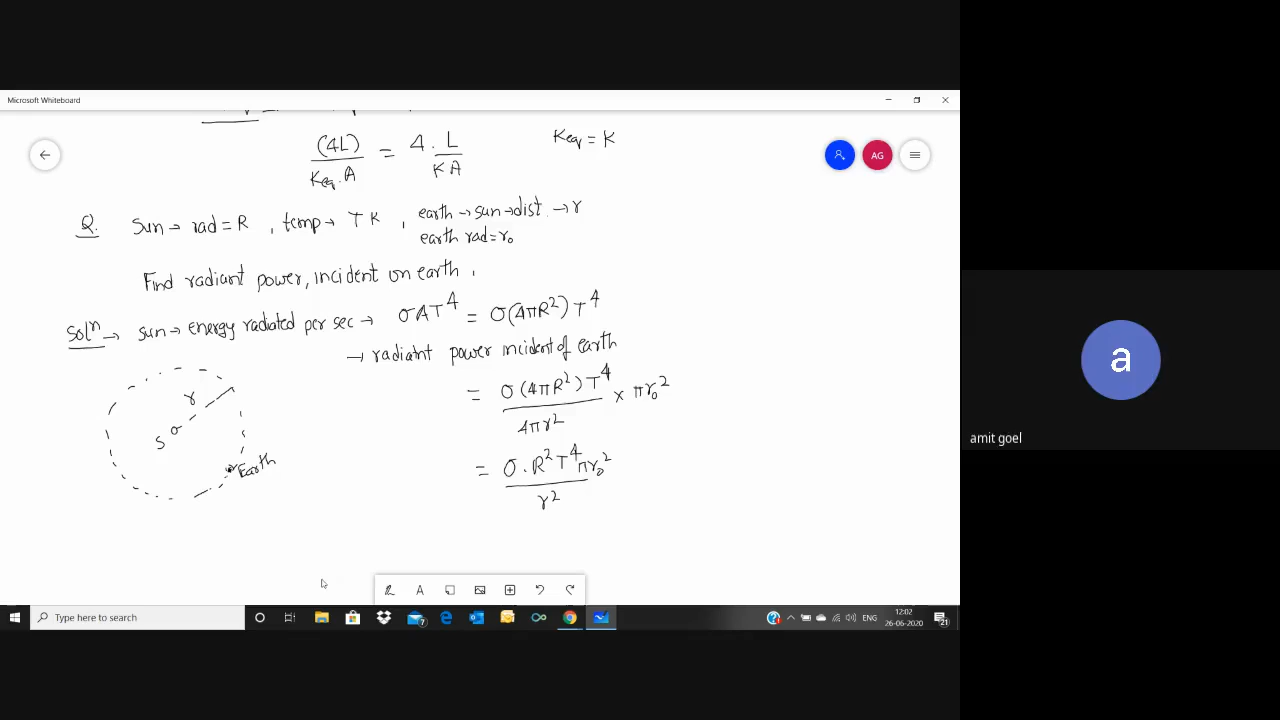 Microsoft Whiteboard
(4L) / Keq. A = 4 . L / KA
Keq = K
AG
Q. Sun → rad = R , temp → T K , earth → sun → dist. → r
earth rad = r₀
Find radiant power, incident on earth .
Solⁿ → sun → energy radiated per sec → σAT⁴ = σ(4πR²)T⁴
→ radiant power incident of earth
= σ(4πR²)T⁴ / 4πr² × πr₀²
= σ.R²T⁴πr₀² / r²
r
S
Earth
a
amit goel
A
Type here to search
7
ENG
12:02
26-06-2020
21